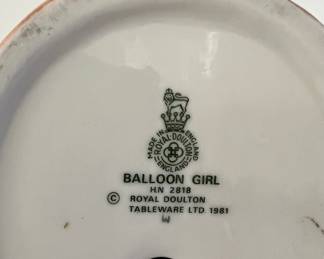 MADE IN ENGLAND
ROYAL DOULTON
ENGLAND
BALLOON GIRL
HN 2818
© ROYAL DOULTON
TABLEWARE LTD 1981
W